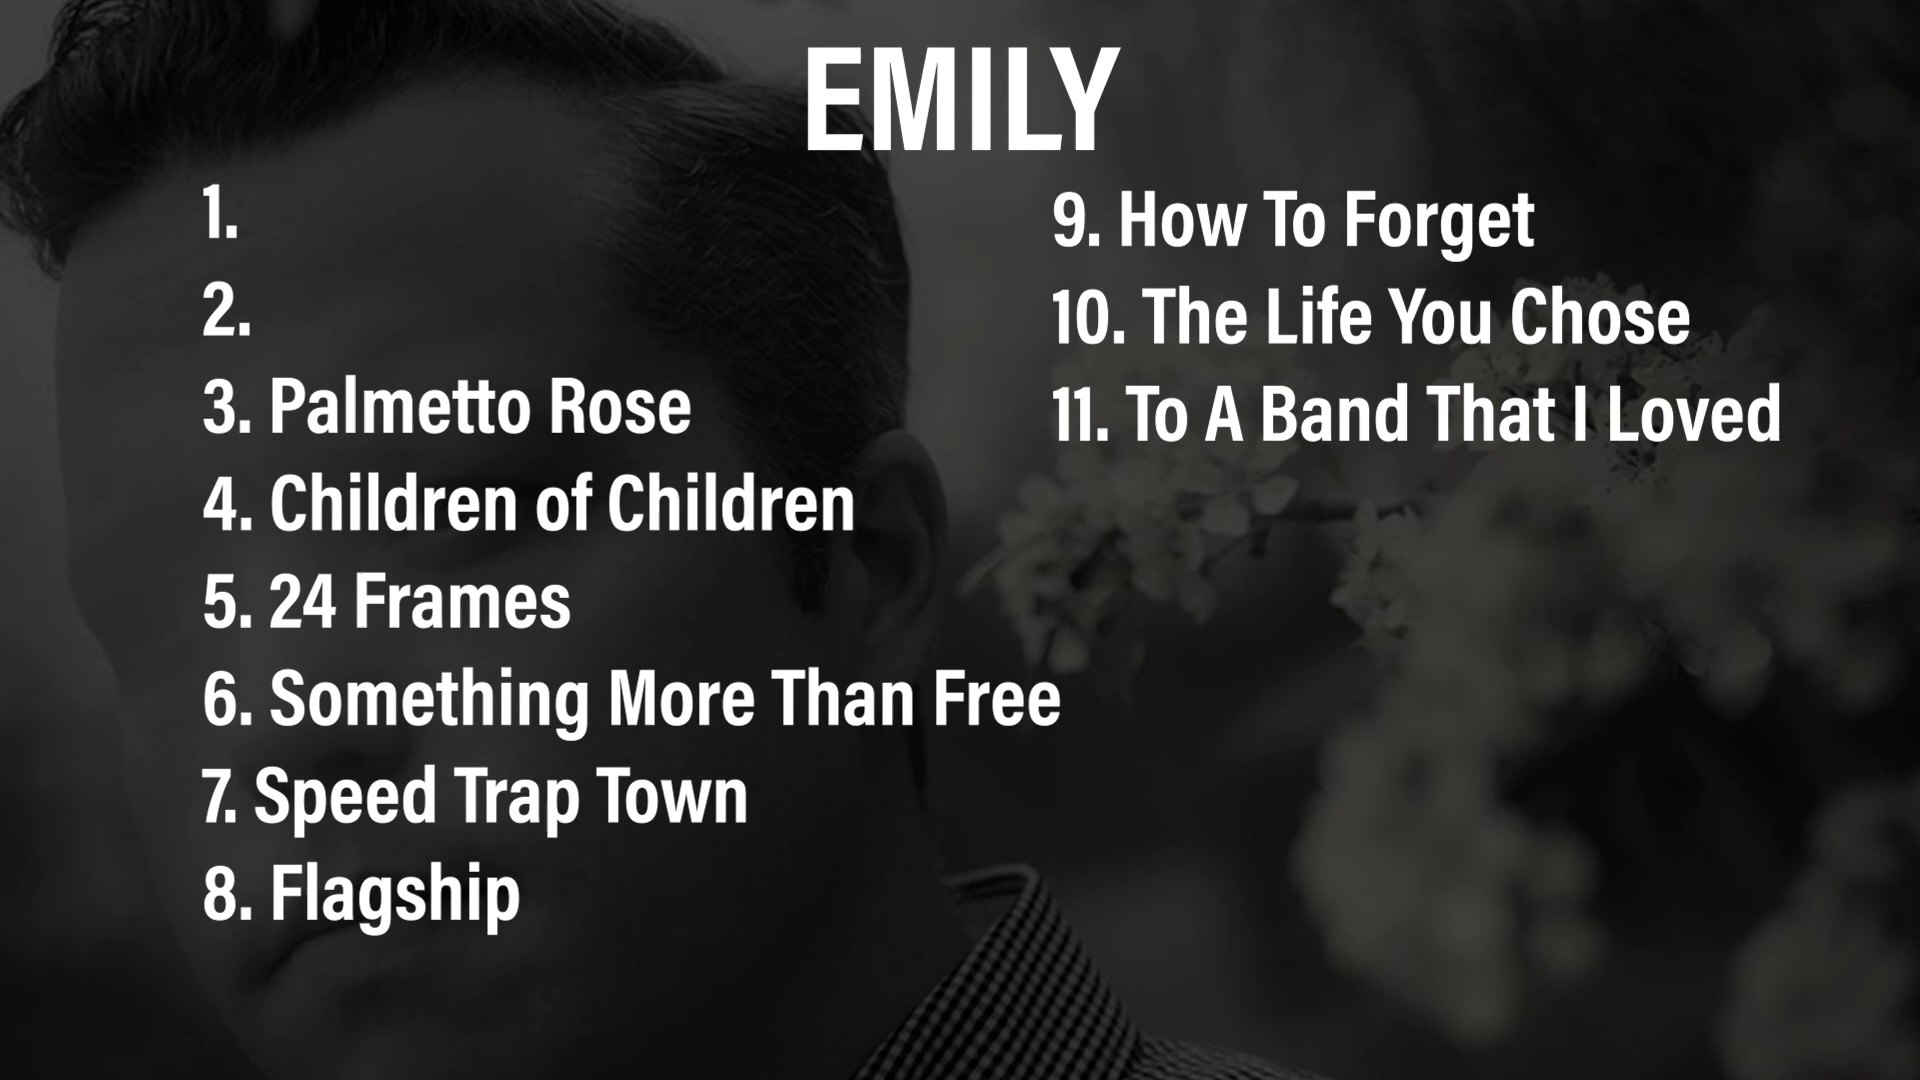 EMILY
1.
2.
3. Palmetto Rose
4. Children of Children
5. 24 Frames
6. Something More Than Free
7. Speed Trap Town
8. Flagship
9. How To Forget
10. The Life You Chose
11. To A Band That I Loved